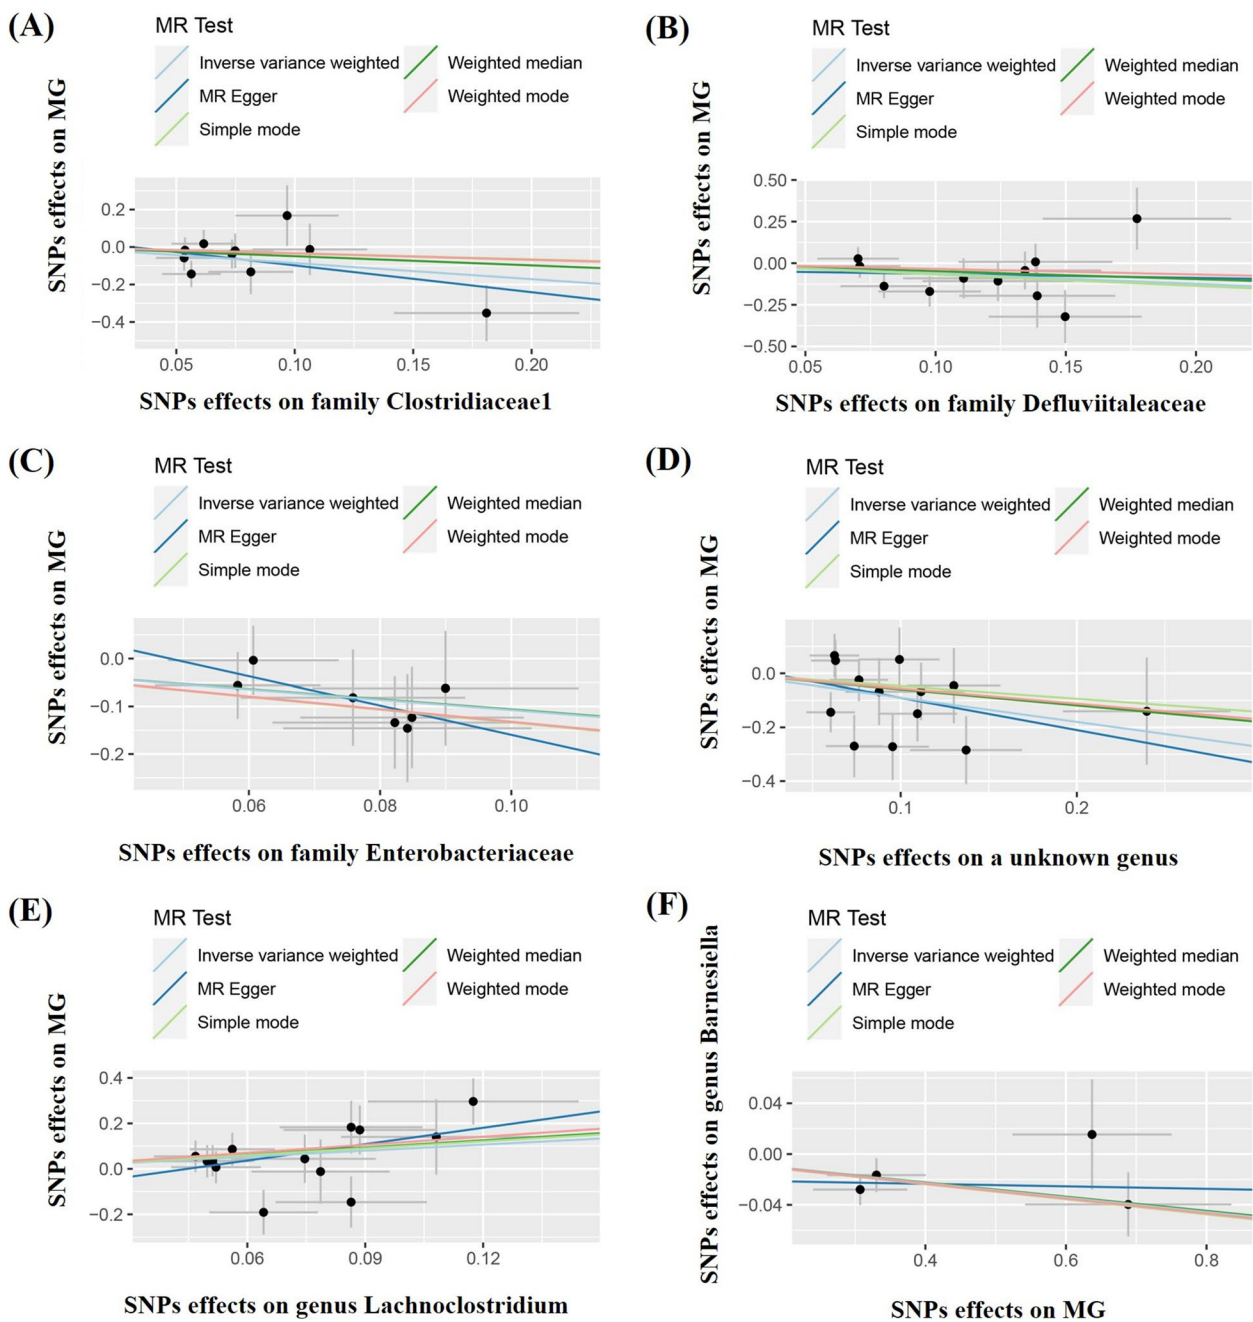 (A)
MR Test
Inverse variance weighted
Weighted median
MR Egger
Weighted mode
Simple mode
SNPs effects on MG
0.2
0.0
−0.2
−0.4
0.05
0.10
0.15
0.20
SNPs effects on family Clostridiaceae1
(B)
MR Test
Inverse variance weighted
Weighted median
MR Egger
Weighted mode
Simple mode
SNPs effects on MG
0.50
0.25
0.00
−0.25
−0.50
0.05
0.10
0.15
0.20
SNPs effects on family Defluviitaleaceae
(C)
MR Test
Inverse variance weighted
Weighted median
MR Egger
Weighted mode
Simple mode
SNPs effects on MG
0.0
−0.1
−0.2
0.06
0.08
0.10
SNPs effects on family Enterobacteriaceae
(D)
MR Test
Inverse variance weighted
Weighted median
MR Egger
Weighted mode
Simple mode
SNPs effects on MG
0.0
−0.2
−0.4
0.1
0.2
SNPs effects on a unknown genus
(E)
MR Test
Inverse variance weighted
Weighted median
MR Egger
Weighted mode
Simple mode
SNPs effects on MG
0.4
0.2
0.0
−0.2
0.06
0.09
0.12
SNPs effects on genus Lachnoclostridium
(F)
MR Test
Inverse variance weighted
Weighted median
MR Egger
Weighted mode
Simple mode
SNPs effects on genus Barnesiella
0.04
0.00
−0.04
0.4
0.6
0.8
SNPs effects on MG